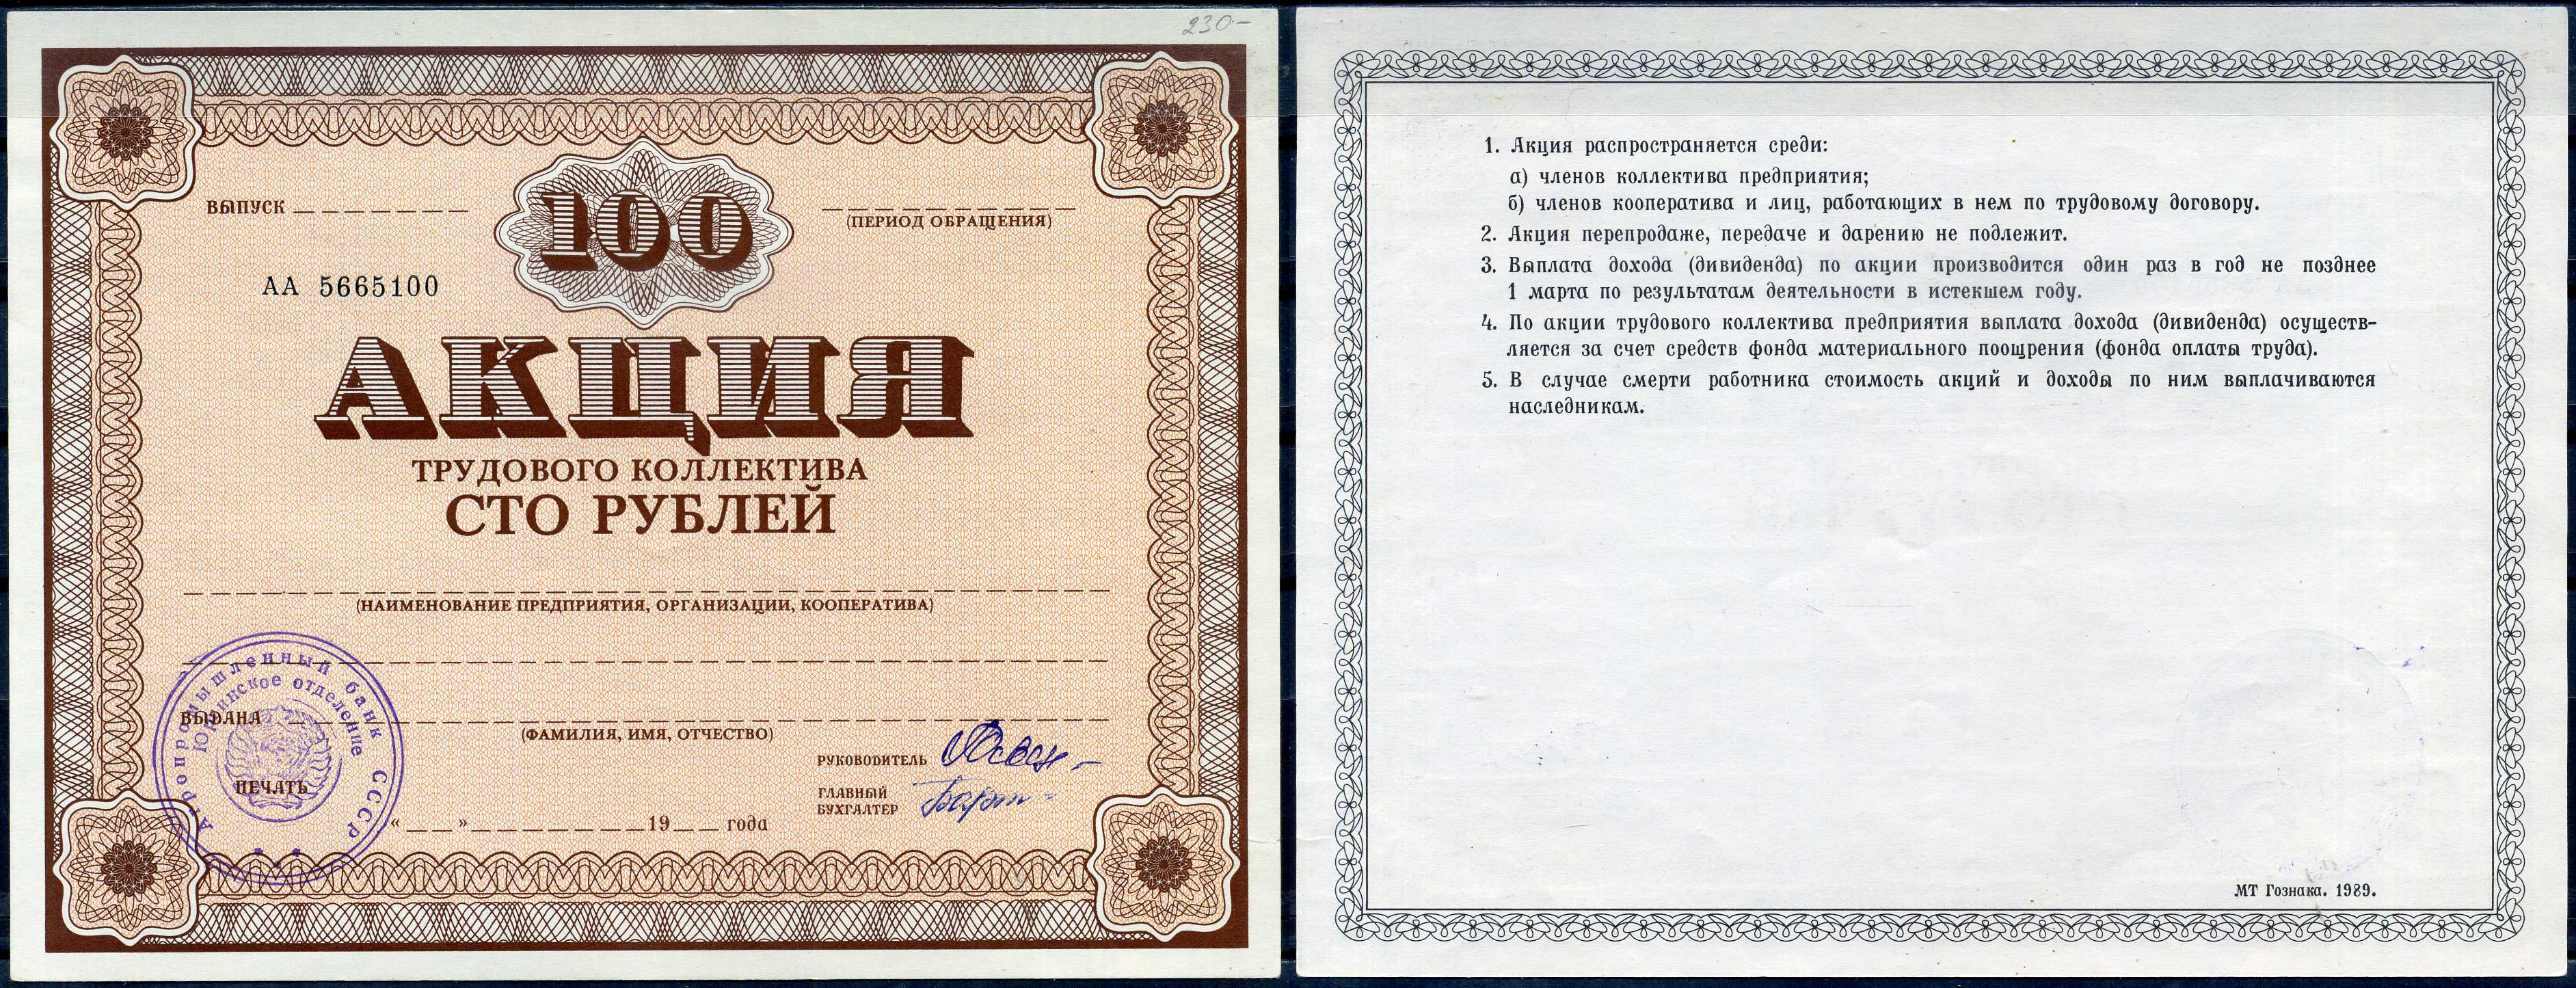 230-
ВЫПУСК
100
(ПЕРИОД ОБРАЩЕНИЯ)
АА 5665100
АКЦИЯ
ТРУДОВОГО КОЛЛЕКТИВА
СТО РУБЛЕЙ
(НАИМЕНОВАНИЕ ПРЕДПРИЯТИЯ, ОРГАНИЗАЦИИ, КООПЕРАТИВА)
ВЫДАНА
(ФАМИЛИЯ, ИМЯ, ОТЧЕСТВО)
Агропромышленный банк СССР
отделение
ПЕЧАТЬ
РУКОВОДИТЕЛЬ
ГЛАВНЫЙ
БУХГАЛТЕР
« » 19 года
1. Акция распространяется среди:
а) членов коллектива предприятия;
б) членов кооператива и лиц, работающих в нем по трудовому договору.
2. Акция перепродаже, передаче и дарению не подлежит.
3. Выплата дохода (дивиденда) по акции производится один раз в год не позднее
1 марта по результатам деятельности в истекшем году.
4. По акции трудового коллектива предприятия выплата дохода (дивиденда) осуществ-
ляется за счет средств фонда материального поощрения (фонда оплаты труда).
5. В случае смерти работника стоимость акций и доходы по ним выплачиваются
наследникам.
МТ Гознака. 1989.